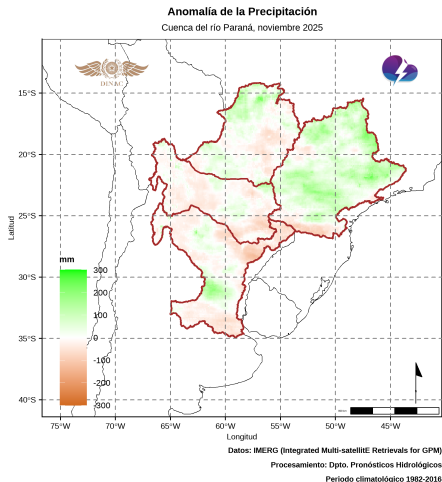 Anomalía de la Precipitación
Cuenca del río Paraná, noviembre 2025
DINAC
15°S
20°S
25°S
30°S
35°S
40°S
Latitud
mm
300
200
100
0
-100
-200
-300
75°W
70°W
65°W
60°W
55°W
50°W
45°W
Longitud
Datos: IMERG (Integrated Multi-satellitE Retrievals for GPM)
Procesamiento: Dpto. Pronósticos Hidrológicos
Periodo climatológico 1982-2016